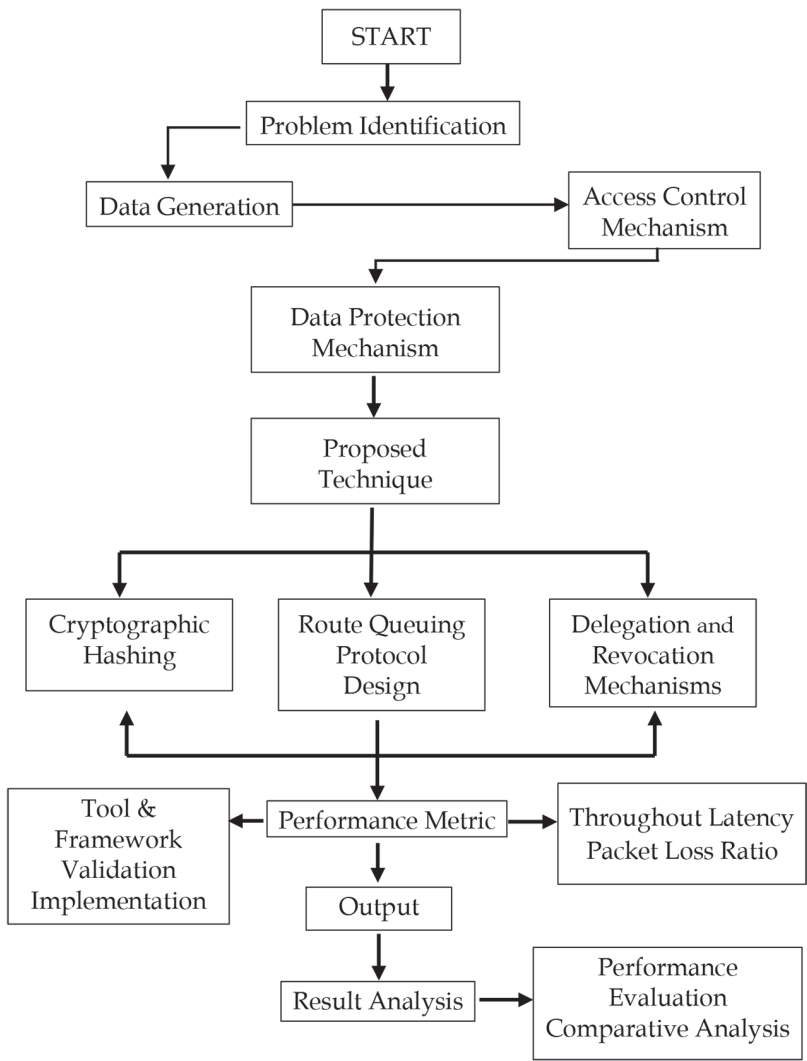 START
Problem Identification
Data Generation
Access Control
Mechanism
Data Protection
Mechanism
Proposed
Technique
Cryptographic
Hashing
Route Queuing
Protocol
Design
Delegation and
Revocation
Mechanisms
Tool &
Framework
Validation
Implementation
Performance Metric
Throughout Latency
Packet Loss Ratio
Output
Result Analysis
Performance
Evaluation
Comparative Analysis